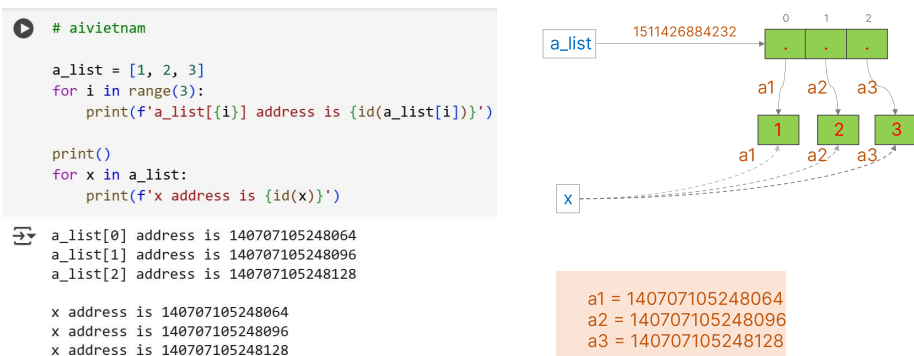 # aivietnam
a_list = [1, 2, 3]
for i in range(3):
    print(f'a_list[{i}] address is {id(a_list[i])}')
print()
for x in a_list:
    print(f'x address is {id(x)}')
a_list[0] address is 140707105248064
a_list[1] address is 140707105248096
a_list[2] address is 140707105248128
x address is 140707105248064
x address is 140707105248096
x address is 140707105248128
0 1 2
a_list 1511426884232 . . .
a1 a2 a3
1 2 3
a1 a2 a3
x
a1 = 140707105248064
a2 = 140707105248096
a3 = 140707105248128